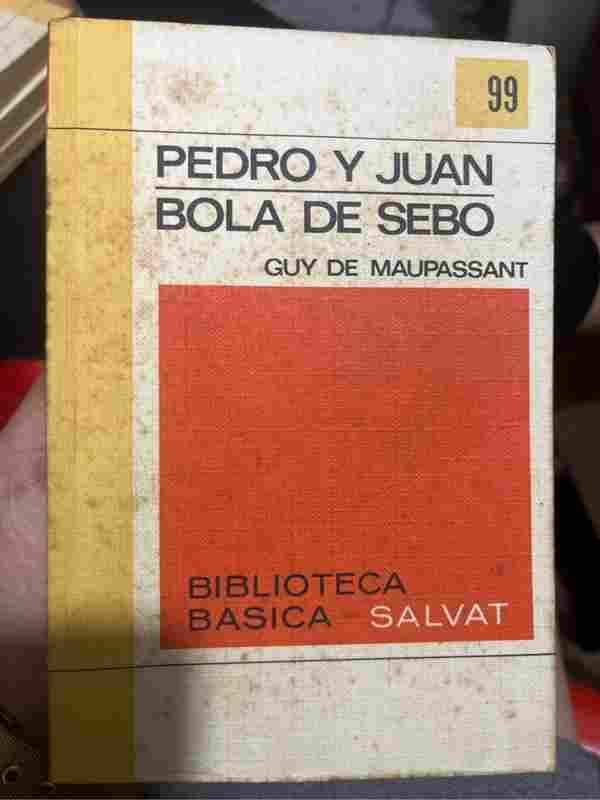 99
PEDRO Y JUAN
BOLA DE SEBO
GUY DE MAUPASSANT
BIBLIOTECA
BASICA SALVAT